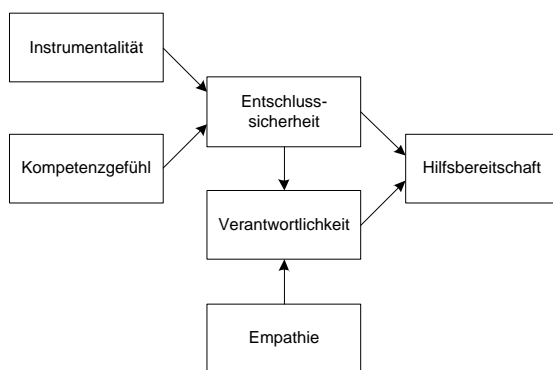 Instrumentalität
Entschluss-
sicherheit
Kompetenzgefühl
Hilfsbereitschaft
Verantwortlichkeit
Empathie